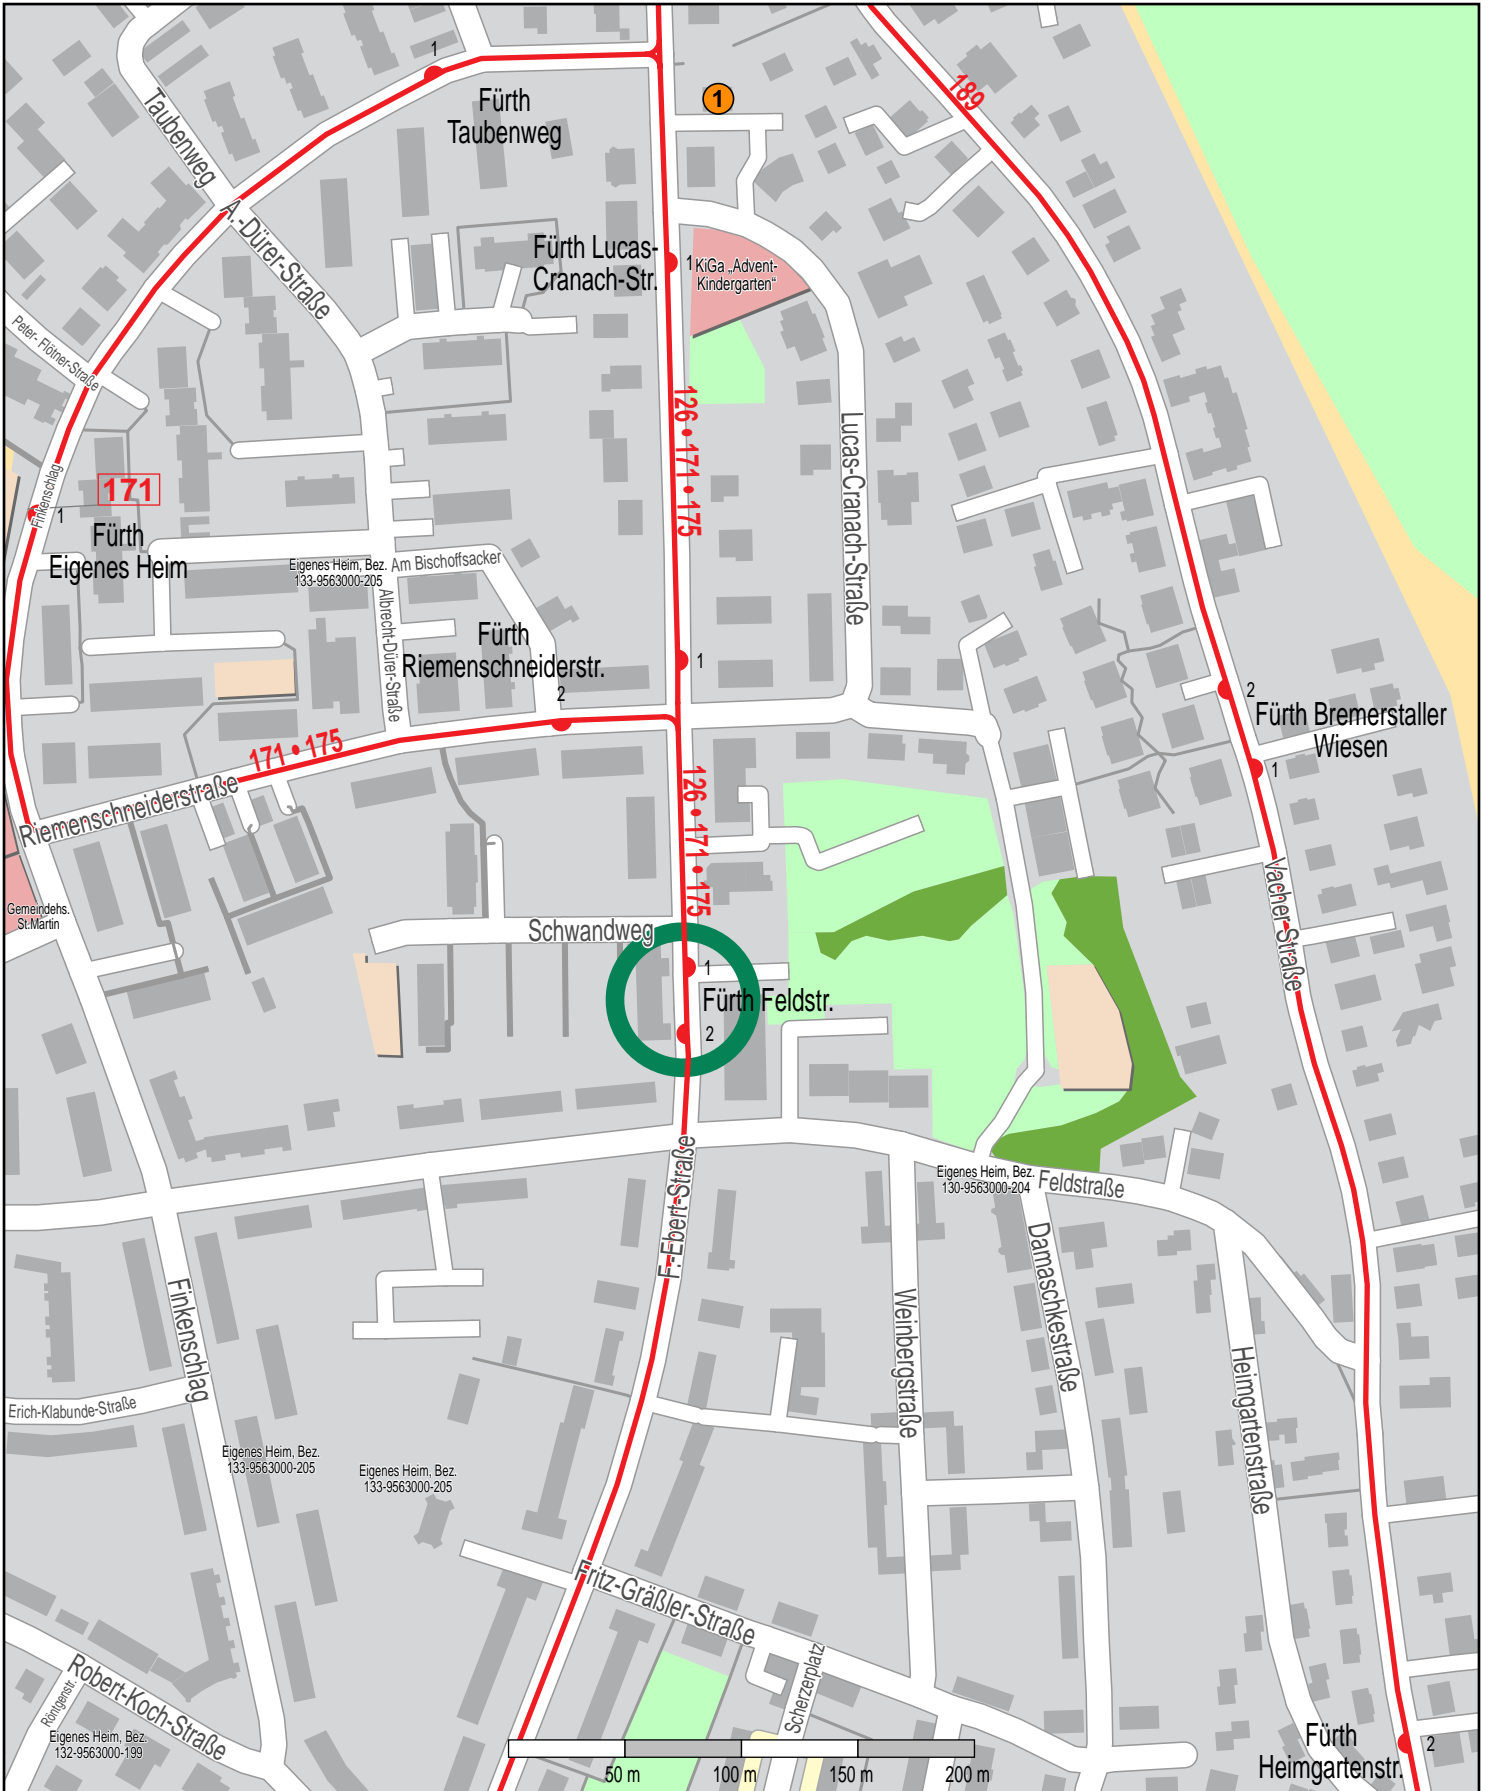 1
Fürth
Taubenweg
1
189
Taubenweg
A.-Dürer-Straße
Fürth Lucas-
Cranach-Str.
1
KiGa „Advent-
Kindergarten“
Peter- Flötner-Straße
126 • 171 • 175
Lucas-Cranach-Straße
Finkenschlag
171
1
Fürth
Eigenes Heim
Eigenes Heim, Bez.
133-9563000-205
Am Bischoffsacker
Albrecht-Dürer-Straße
Fürth
Riemenschneiderstr.
2
1
2
Fürth Bremerstaller
Wiesen
1
171 • 175
Riemenschneiderstraße
126 • 171 • 175
Vacher Straße
Gemeindehs.
St.Martin
Schwandweg
1
Fürth Feldstr.
2
F.-Ebert-Straße
Eigenes Heim, Bez.
130-9563000-204
Feldstraße
Damaschkestraße
Finkenschlag
Weinbergstraße
Heimgartenstraße
Erich-Klabunde-Straße
Eigenes Heim, Bez.
133-9563000-205
Eigenes Heim, Bez.
133-9563000-205
Fritz-Gräßler-Straße
Scherzerplatz
Robert-Koch-Straße
Röntgenstr.
Eigenes Heim, Bez.
132-9563000-199
Fürth
Heimgartenstr.
2
50 m
100 m
150 m
200 m